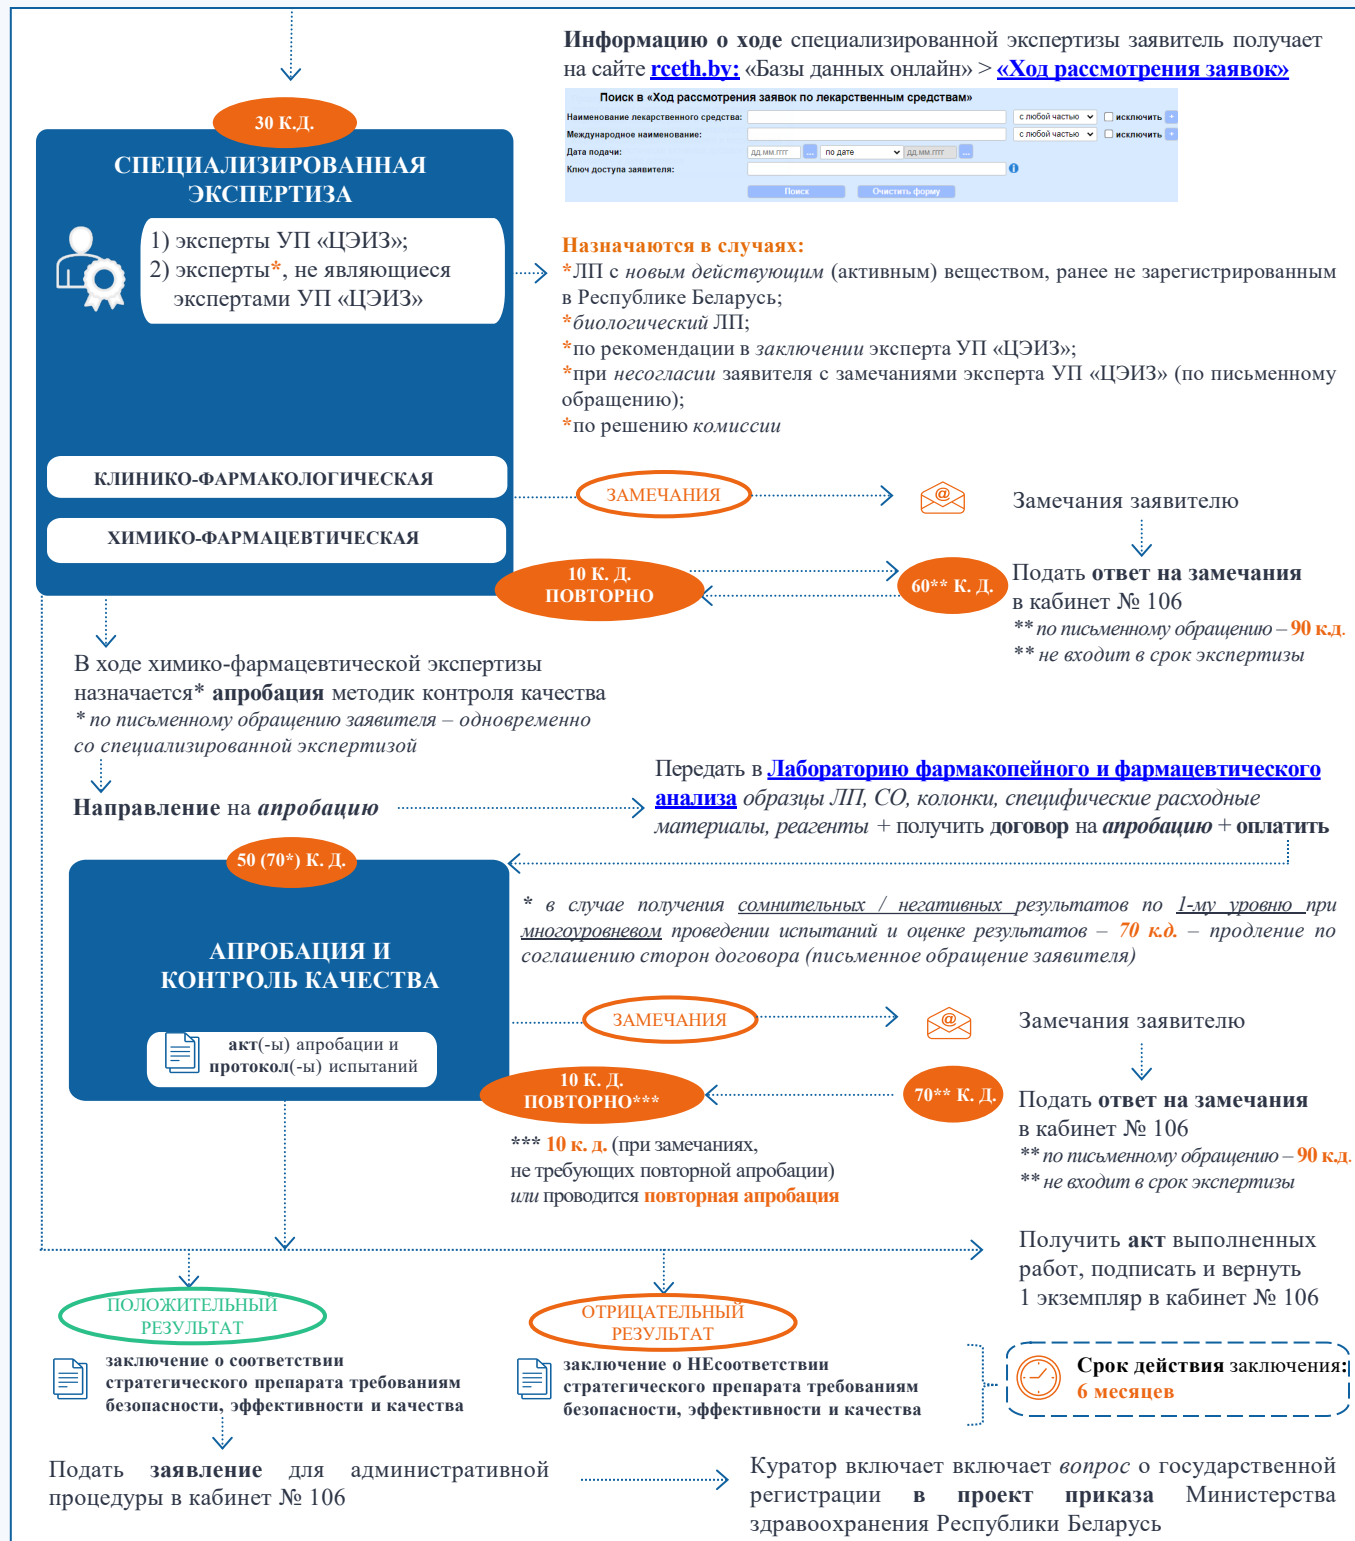 Информацию о ходе специализированной экспертизы заявитель получает
на сайте rceth.by: «Базы данных онлайн» > «Ход рассмотрения заявок»
Поиск в «Ход рассмотрения заявок по лекарственным средствам»
Наименование лекарственного средства: с любой частью исключить +
Международное наименование: с любой частью исключить +
Дата подачи: дд.мм.гггг ... по дате дд.мм.гггг ...
Ключ доступа заявителя:
Поиск Очистить форму
30 К.Д.
СПЕЦИАЛИЗИРОВАННАЯ
ЭКСПЕРТИЗА
1) эксперты УП «ЦЭИЗ»;
2) эксперты*, не являющиеся
экспертами УП «ЦЭИЗ»
Назначаются в случаях:
*ЛП с новым действующим (активным) веществом, ранее не зарегистрированным
в Республике Беларусь;
*биологический ЛП;
*по рекомендации в заключении эксперта УП «ЦЭИЗ»;
*при несогласии заявителя с замечаниями эксперта УП «ЦЭИЗ» (по письменному
обращению);
*по решению комиссии
КЛИНИКО-ФАРМАКОЛОГИЧЕСКАЯ
ХИМИКО-ФАРМАЦЕВТИЧЕСКАЯ
ЗАМЕЧАНИЯ
@
Замечания заявителю
10 К. Д.
ПОВТОРНО
60** К. Д.
Подать ответ на замечания
в кабинет № 106
** по письменному обращению – 90 к.д.
** не входит в срок экспертизы
В ходе химико-фармацевтической экспертизы
назначается* апробация методик контроля качества
* по письменному обращению заявителя – одновременно
со специализированной экспертизой
Направление на апробацию
Передать в Лабораторию фармакопейного и фармацевтического
анализа образцы ЛП, СО, колонки, специфические расходные
материалы, реагенты + получить договор на апробацию + оплатить
50 (70*) К. Д.
АПРОБАЦИЯ И
КОНТРОЛЬ КАЧЕСТВА
акт(-ы) апробации и
протокол(-ы) испытаний
* в случае получения сомнительных / негативных результатов по 1-му уровню при
многоуровневом проведении испытаний и оценке результатов – 70 к.д. – продление по
соглашению сторон договора (письменное обращение заявителя)
ЗАМЕЧАНИЯ
@
Замечания заявителю
10 К. Д.
ПОВТОРНО***
70** К. Д.
Подать ответ на замечания
в кабинет № 106
** по письменному обращению – 90 к.д.
** не входит в срок экспертизы
*** 10 к. д. (при замечаниях,
не требующих повторной апробации)
или проводится повторная апробация
Получить акт выполненных
работ, подписать и вернуть
1 экземпляр в кабинет № 106
ПОЛОЖИТЕЛЬНЫЙ
РЕЗУЛЬТАТ
ОТРИЦАТЕЛЬНЫЙ
РЕЗУЛЬТАТ
заключение о соответствии
стратегического препарата требованиям
безопасности, эффективности и качества
заключение о НЕсоответствии
стратегического препарата требованиям
безопасности, эффективности и качества
Срок действия заключения:
6 месяцев
Подать заявление для административной
процедуры в кабинет № 106
Куратор включает включает вопрос о государственной
регистрации в проект приказа Министерства
здравоохранения Республики Беларусь